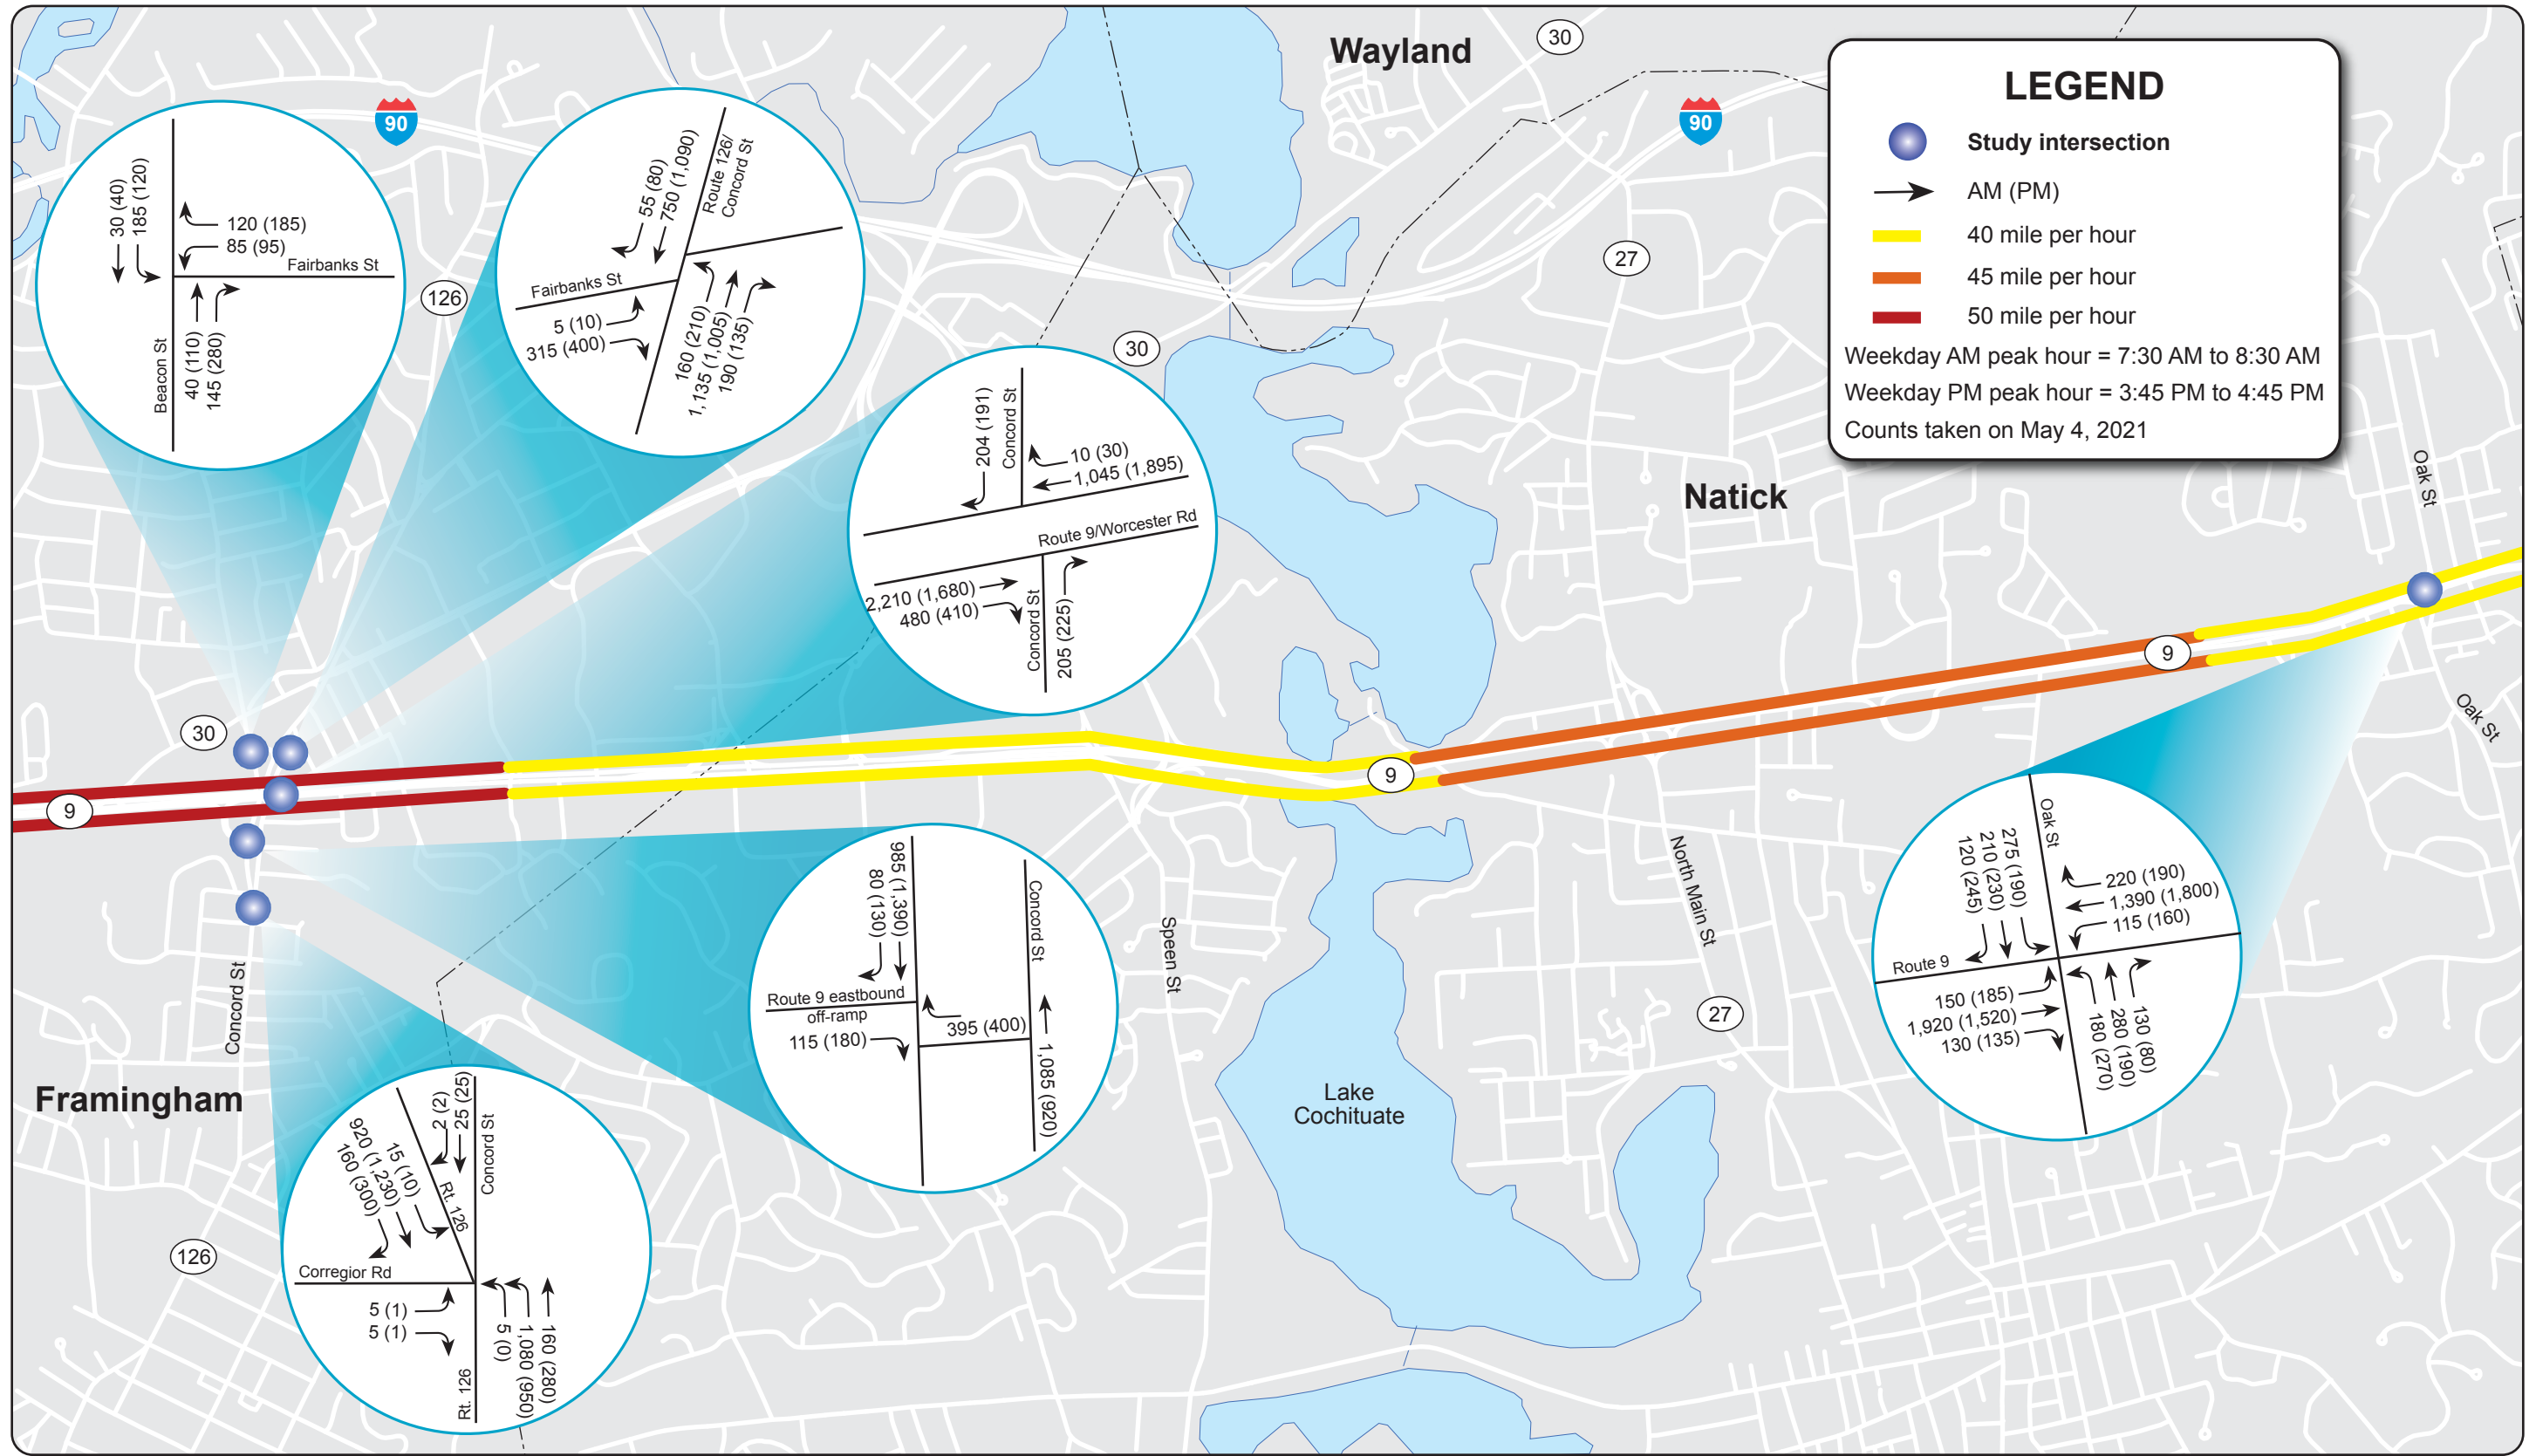 Wayland
30
LEGEND
Study intersection
AM (PM)
40 mile per hour
45 mile per hour
50 mile per hour
Weekday AM peak hour = 7:30 AM to 8:30 AM
Weekday PM peak hour = 3:45 PM to 4:45 PM
Counts taken on May 4, 2021
90
90
27
126
30
Natick
30 (40)
185 (120)
120 (185)
85 (95)
Fairbanks St
Beacon St
40 (110)
145 (280)
55 (80)
750 (1,090)
Route 126/
Concord St
Fairbanks St
5 (10)
315 (400)
160 (210)
1,135 (1,005)
190 (135)
204 (191)
Concord St
10 (30)
1,045 (1,895)
Route 9/Worcester Rd
2,210 (1,680)
480 (410)
Concord St
205 (225)
Oak St
Oak St
30
9
9
9
985 (1,390)
80 (130)
Concord St
Route 9 eastbound
off-ramp
115 (180)
395 (400)
1,085 (920)
Speen St
North Main St
27
Oak St
275 (190)
210 (230)
120 (245)
220 (190)
1,390 (1,800)
115 (160)
Route 9
150 (185)
1,920 (1,520)
130 (135)
130 (80)
280 (190)
180 (270)
Concord St
Framingham
126
Lake
Cochituate
2 (2)
25 (25)
Concord St
15 (10)
920 (1,230)
160 (300)
Rt. 126
Corregior Rd
5 (1)
5 (1)
5 (0)
1,080 (950)
160 (280)
Rt. 126